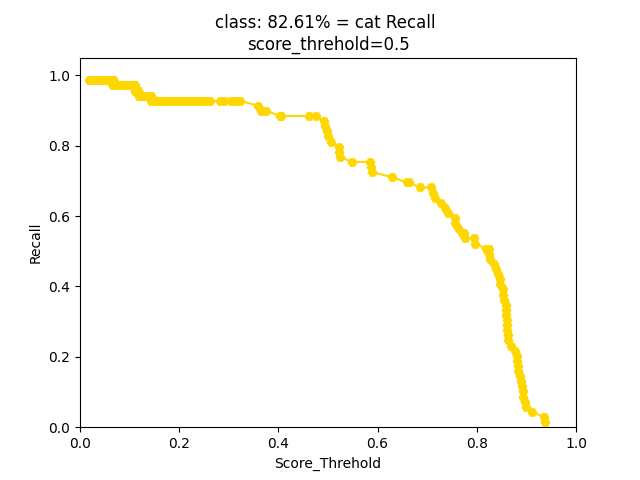 class: 82.61% = cat Recall
score_threhold=0.5
1.0
0.8
0.6
0.4
0.2
0.0
Recall
0.0 0.2 0.4 0.6 0.8 1.0
Score_Threhold